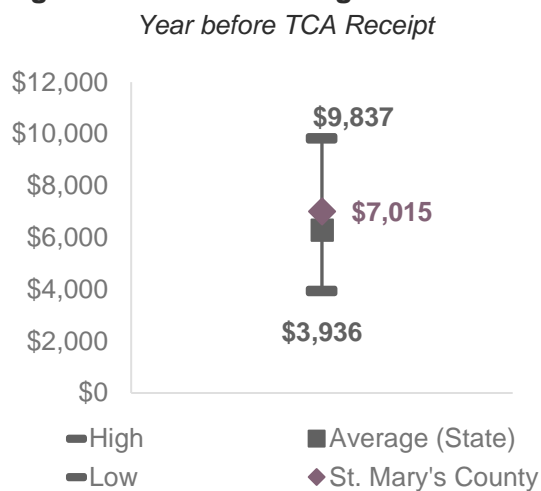 Year before TCA Receipt
$12,000
$10,000
$8,000
$6,000
$4,000
$2,000
$0
$9,837
$7,015
$3,936
High
Average (State)
Low
St. Mary's County